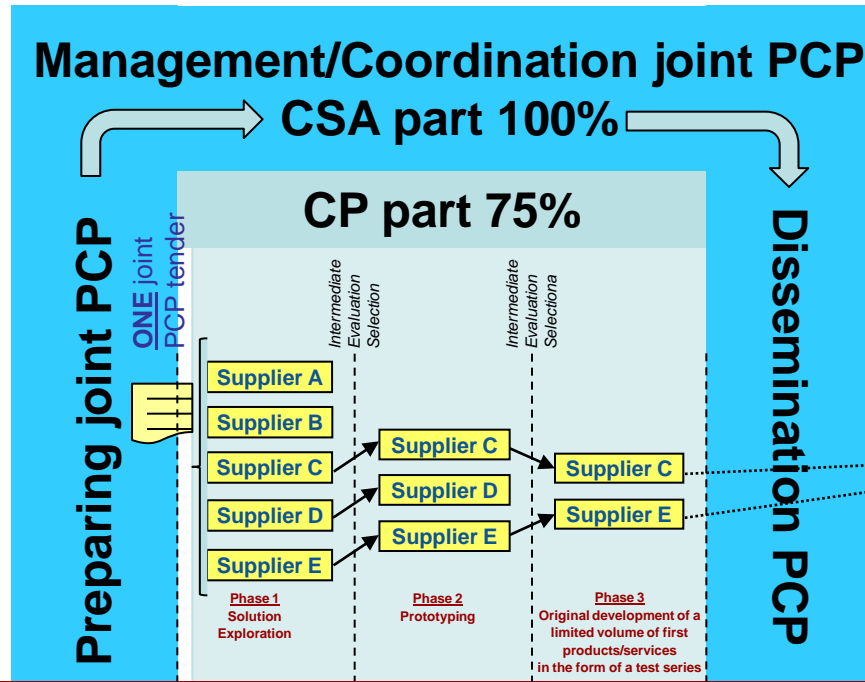 Management/Coordination joint PCP
CSA part 100%
Preparing joint PCP
ONE joint
PCP tender
CP part 75%
Intermediate
Evaluation
Selection
Intermediate
Evaluation
Selectiona
Supplier A
Supplier B
Supplier C
Supplier D
Supplier E
Supplier C
Supplier D
Supplier E
Supplier C
Supplier E
Phase 1
Solution
Exploration
Phase 2
Prototyping
Phase 3
Original development of a
limited volume of first
products/services
in the form of a test series
Dissemination PCP